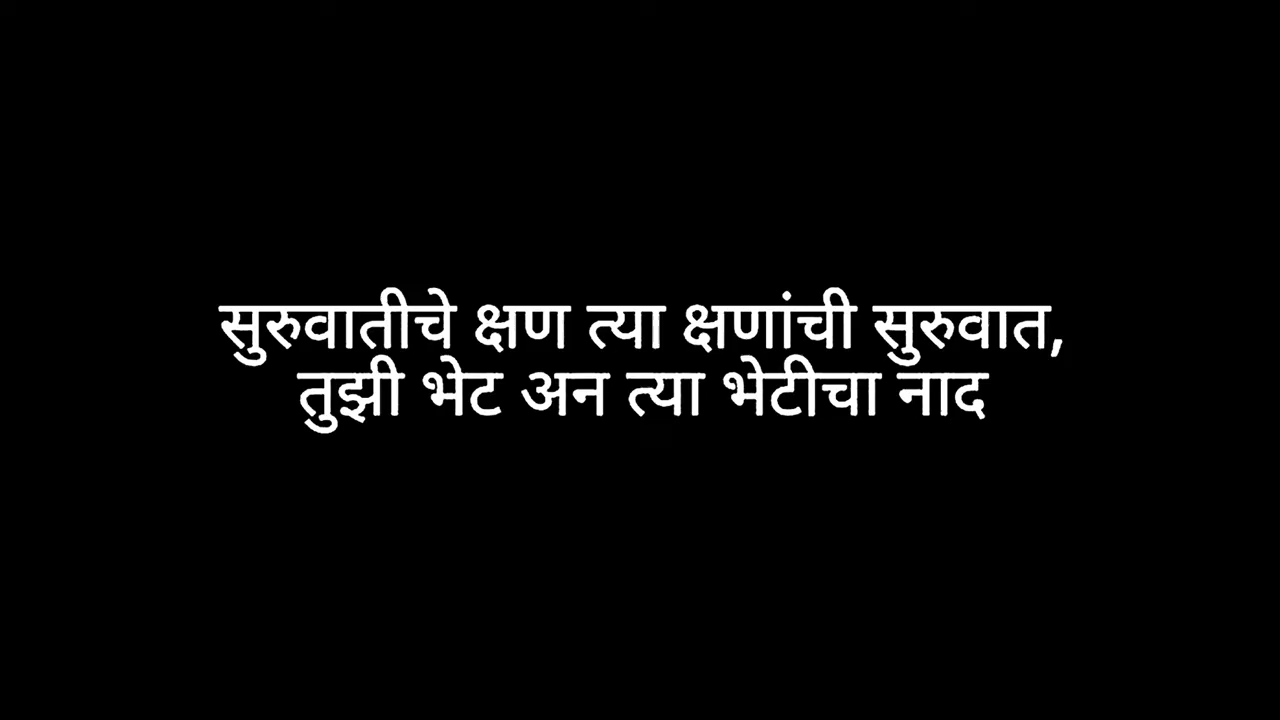 सुरुवातीचे क्षण त्या क्षणांची सुरुवात,
तुझी भेट अन त्या भेटीचा नाद